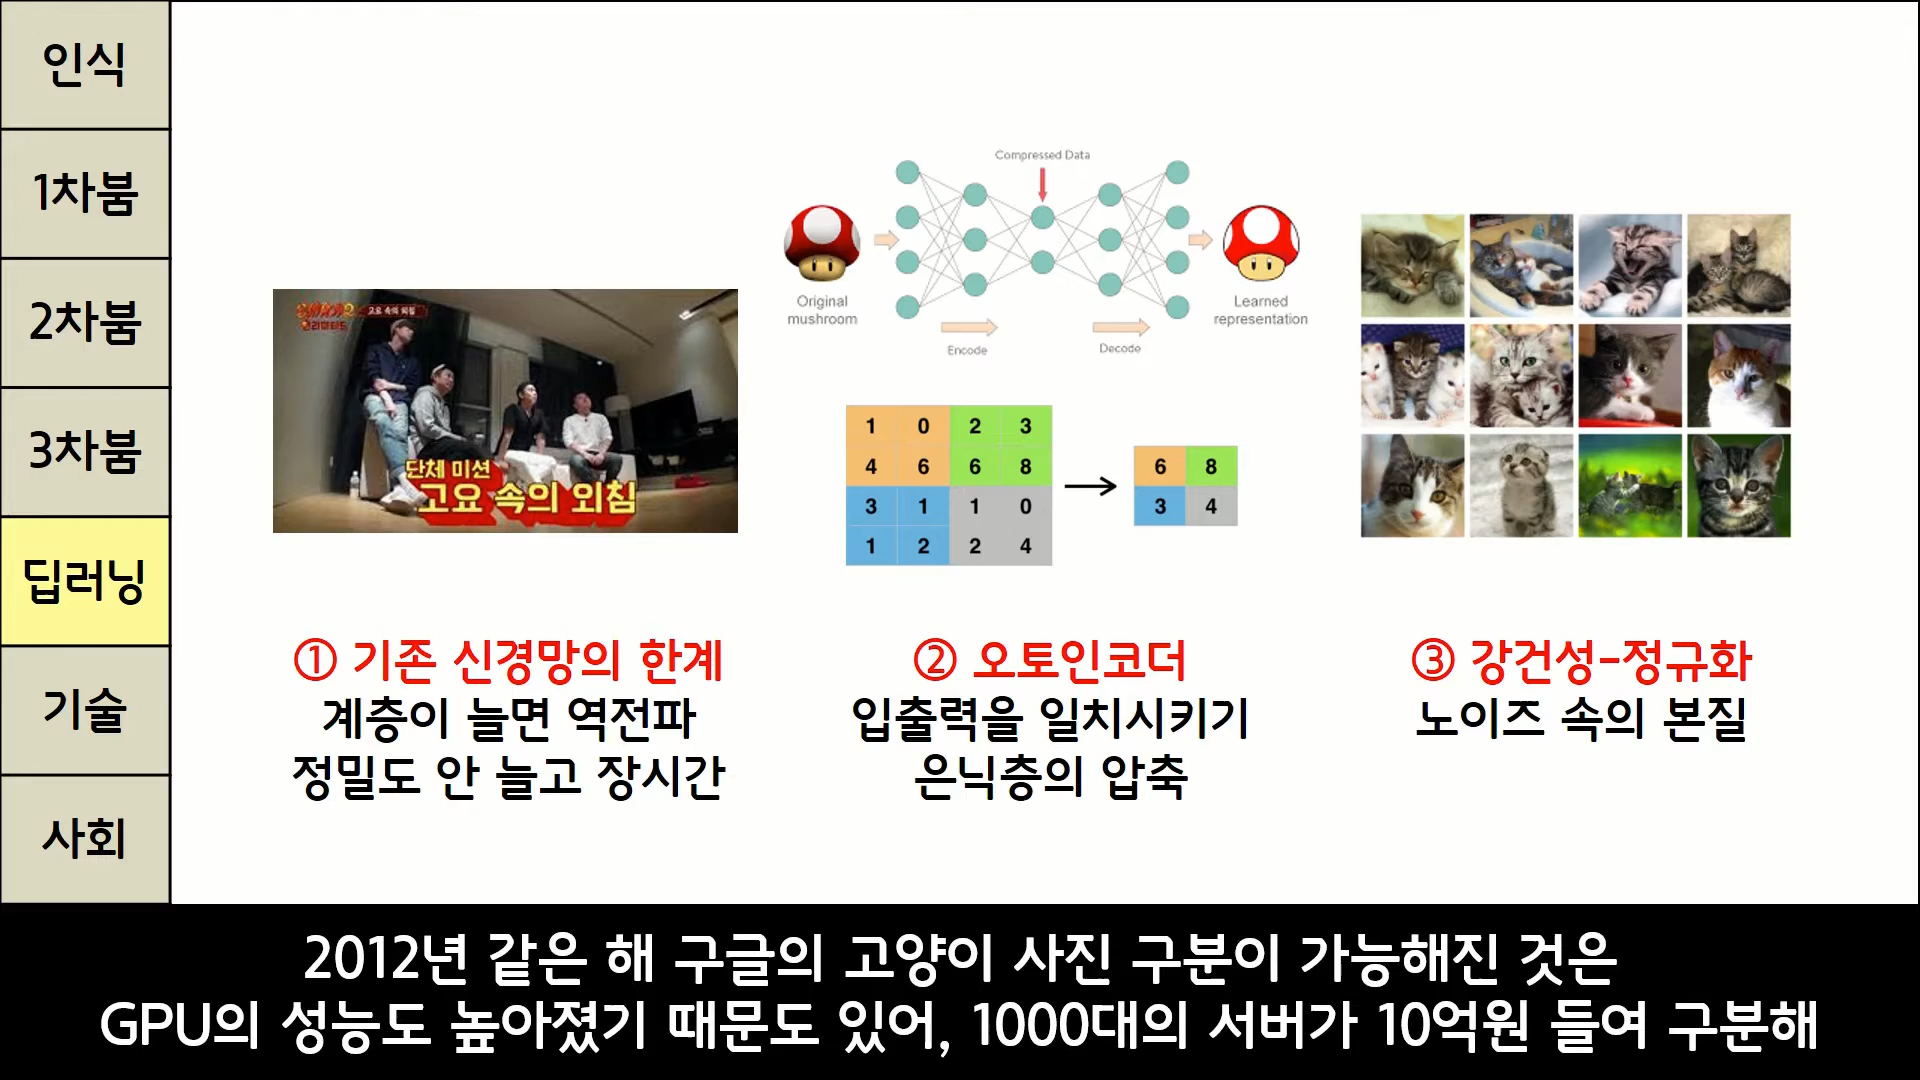 인식
1차붐
2차붐
3차붐
딥러닝
기술
사회
고요 속의 외침
단체 미션
고요 속의 외침
① 기존 신경망의 한계
계층이 늘면 역전파
정밀도 안 늘고 장시간
Compressed Data
Original
mushroom
Learned
representation
Encode
Decode
1 0 2 3
4 6 6 8
3 1 1 0
1 2 2 4
6 8
3 4
② 오토인코더
입출력을 일치시키기
은닉층의 압축
③ 강건성-정규화
노이즈 속의 본질
2012년 같은 해 구글의 고양이 사진 구분이 가능해진 것은
GPU의 성능도 높아졌기 때문도 있어, 1000대의 서버가 10억원 들여 구분해